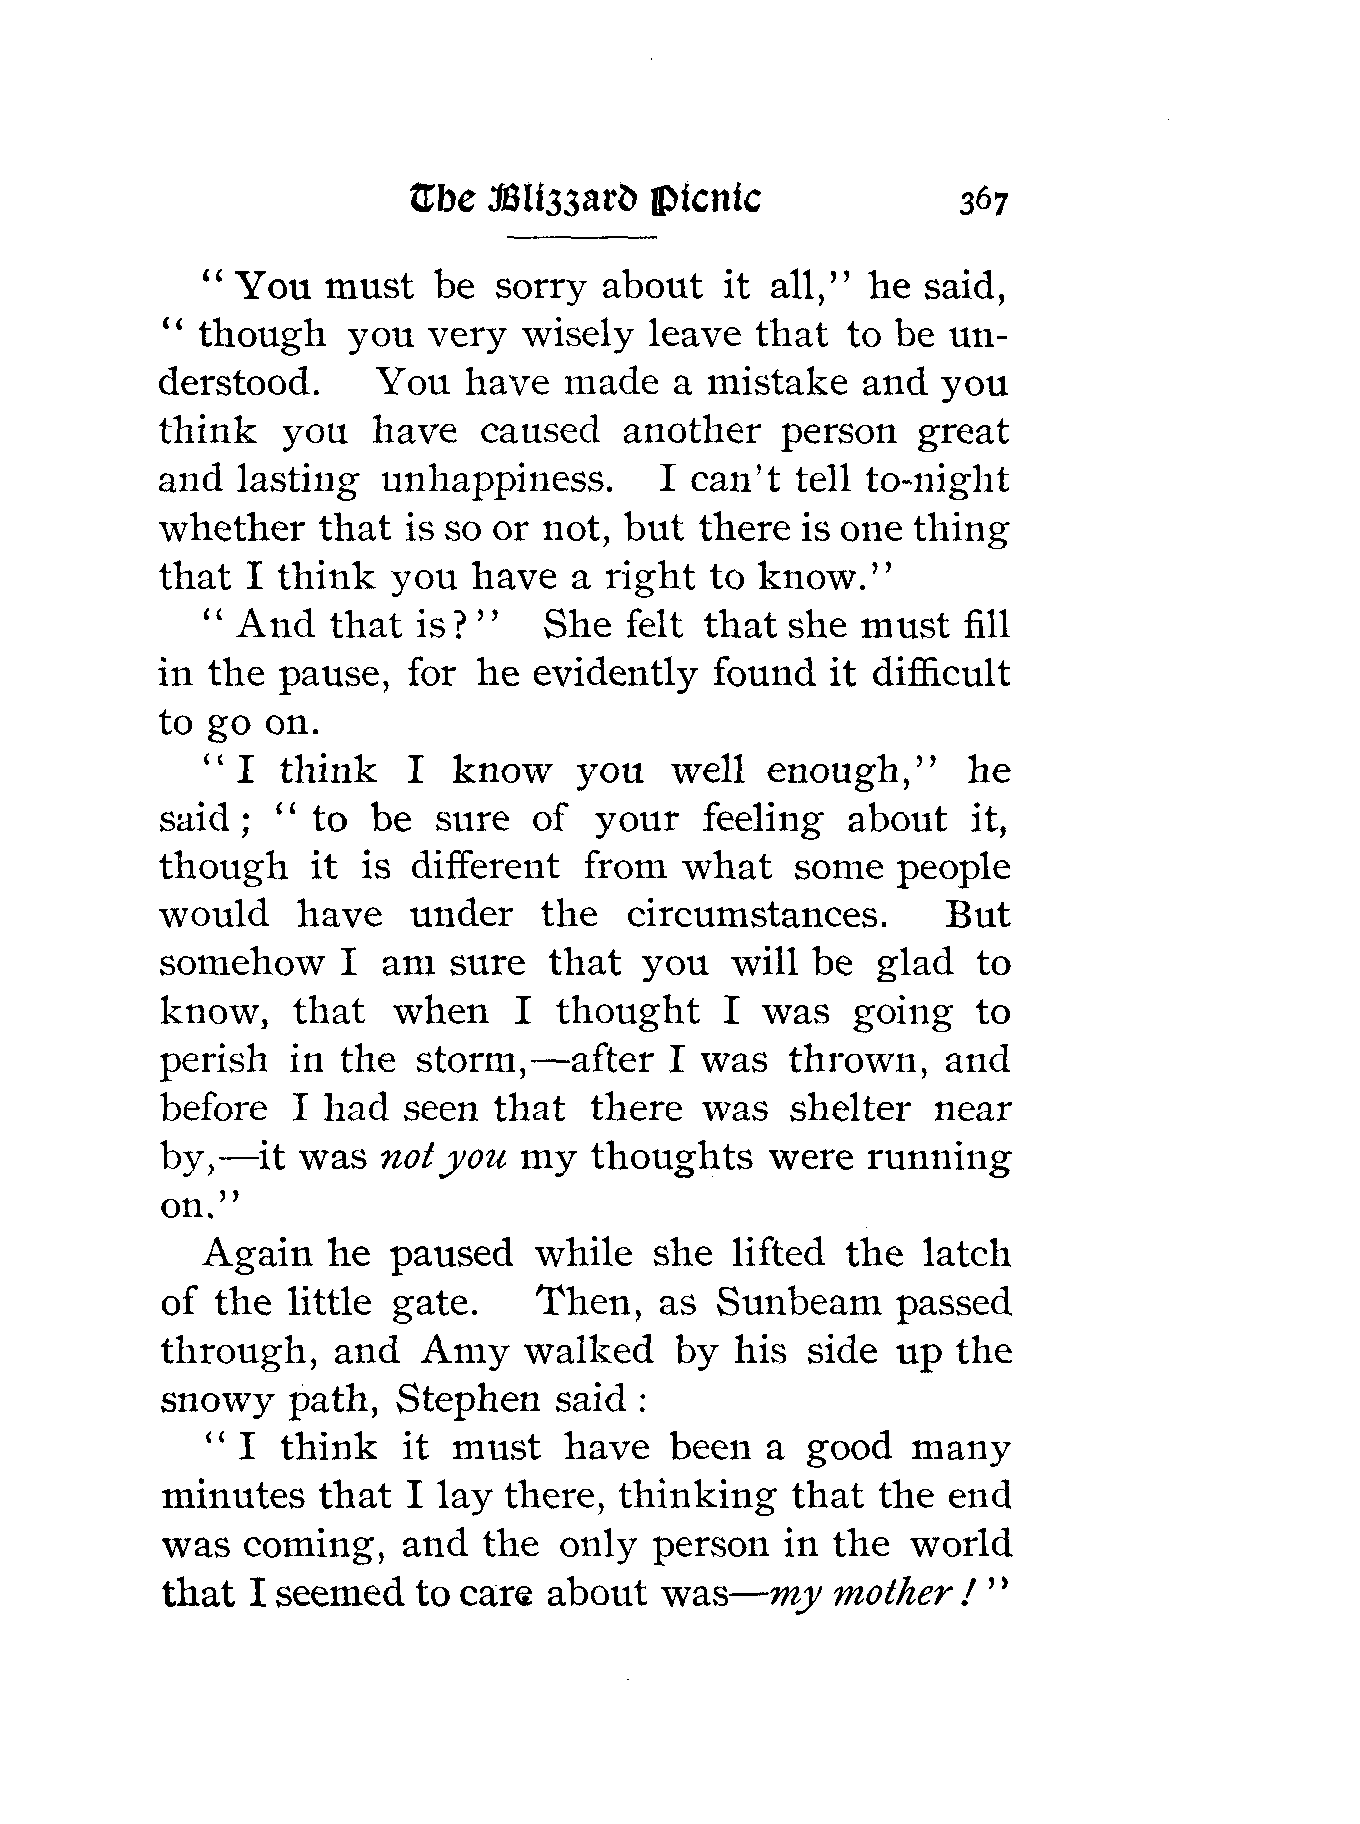 The Blizzard Picnic 367
“ You must be sorry about it all,” he said,
“ though you very wisely leave that to be un-
derstood. You have made a mistake and you
think you have caused another person great
and lasting unhappiness. I can't tell to-night
whether that is so or not, but there is one thing
that I think you have a right to know.”
“ And that is? ” She felt that she must fill
in the pause, for he evidently found it difficult
to go on.
“ I think I know you well enough,” he
said ; “ to be sure of your feeling about it,
though it is different from what some people
would have under the circumstances. But
somehow I am sure that you will be glad to
know, that when I thought I was going to
perish in the storm,—after I was thrown, and
before I had seen that there was shelter near
by,—it was not you my thoughts were running
on.”
Again he paused while she lifted the latch
of the little gate. Then, as Sunbeam passed
through, and Amy walked by his side up the
snowy path, Stephen said :
“ I think it must have been a good many
minutes that I lay there, thinking that the end
was coming, and the only person in the world
that I seemed to care about was—my mother ! ”